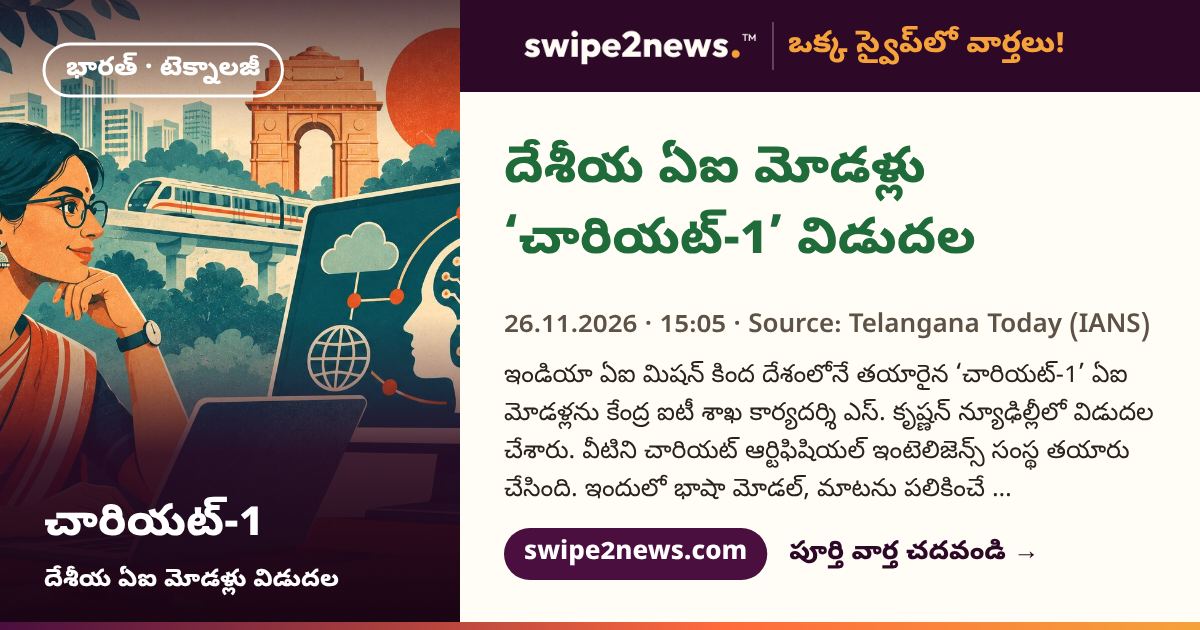 భారత్ · టెక్నాలజీ
swipe2news.™
ఒక్క స్వైప్‌లో వార్తలు!
దేశీయ ఏఐ మోడళ్లు
‘చారియట్-1’ విడుదల
26.11.2026 · 15:05 · Source: Telangana Today (IANS)
ఇండియా ఏఐ మిషన్ కింద దేశంలోనే తయారైన ‘చారియట్-1’ ఏఐ
మోడళ్లను కేంద్ర ఐటీ శాఖ కార్యదర్శి ఎస్. కృష్ణన్ న్యూఢిల్లీలో విడుదల
చేశారు. వీటిని చారియట్ ఆర్టిఫిషియల్ ఇంటెలిజెన్స్ సంస్థ తయారు
చేసింది. ఇందులో భాషా మోడల్, మాటను పలికించే ...
swipe2news.com
పూర్తి వార్త చదవండి →
చారియట్-1
దేశీయ ఏఐ మోడళ్లు విడుదల